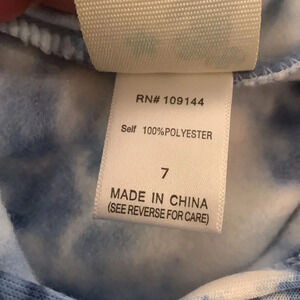 RN# 109144
Self 100%POLYESTER
7
MADE IN CHINA
(SEE REVERSE FOR CARE)